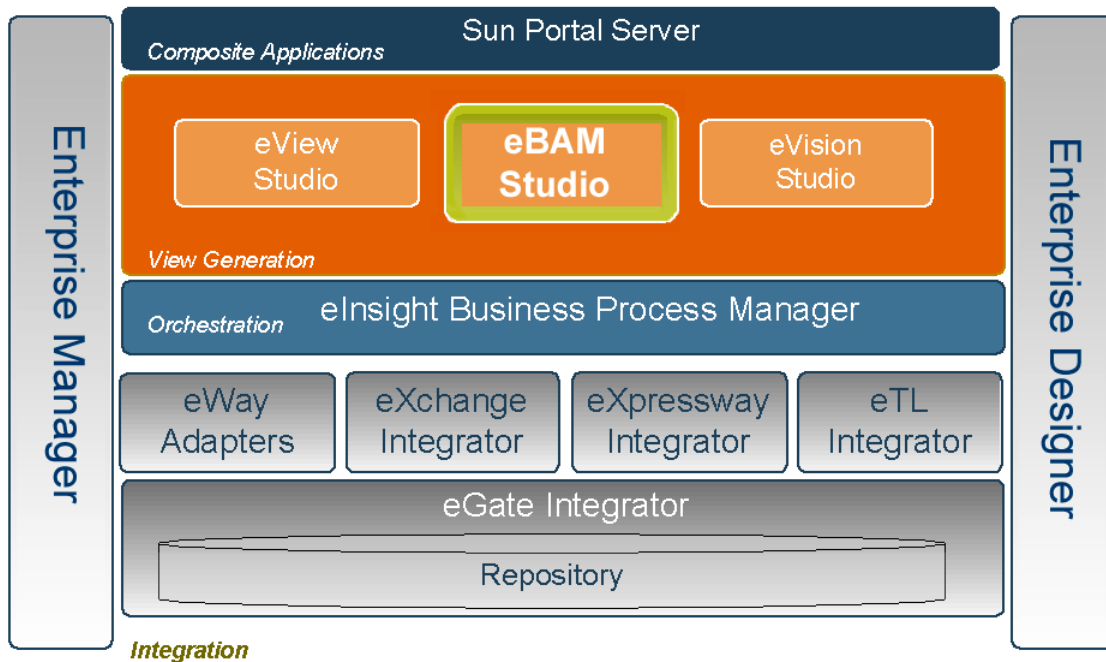 Enterprise Manager
Sun Portal Server
Composite Applications
eView
Studio
eBAM
Studio
eVision
Studio
View Generation
eInsight Business Process Manager
Orchestration
eWay
Adapters
eXchange
Integrator
eXpressway
Integrator
eTL
Integrator
eGate Integrator
Repository
Integration
Enterprise Designer